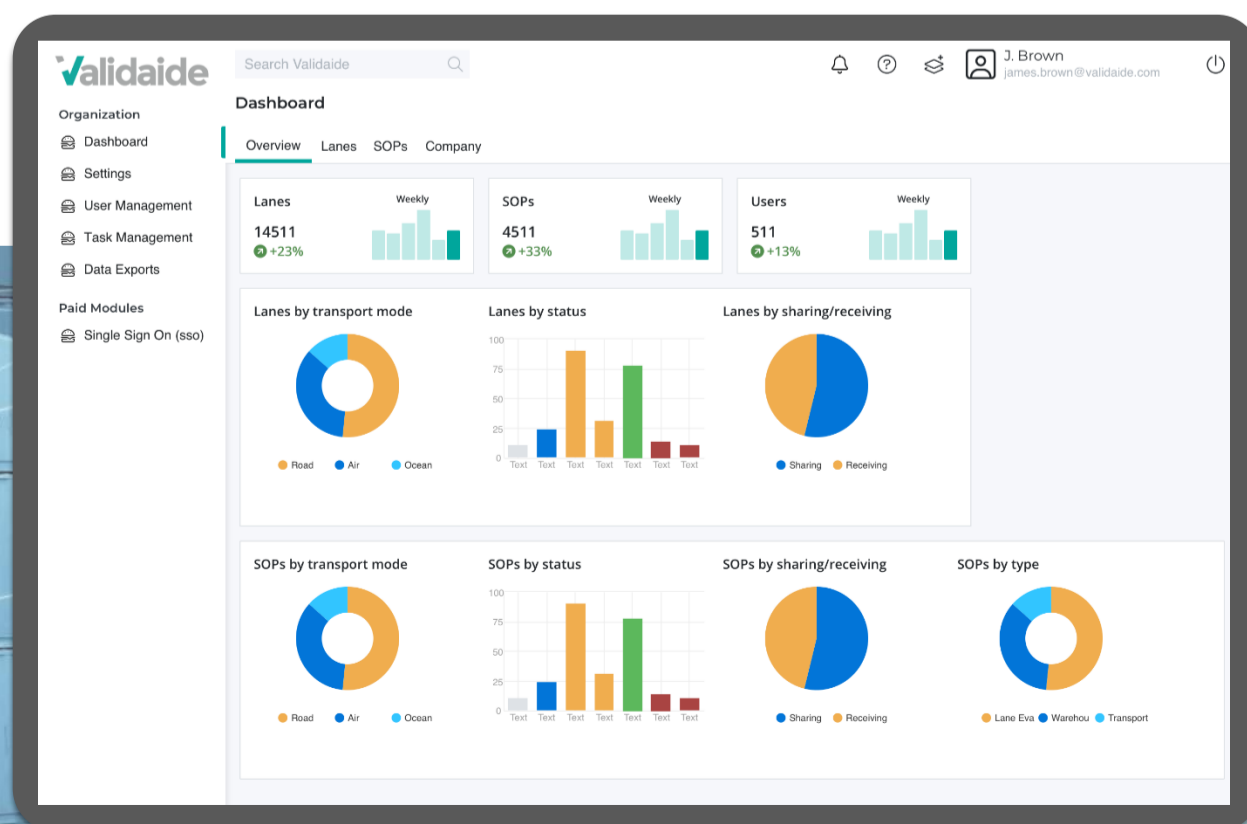 Validaide
Search Validaide
J. Brown
james.brown@validaide.com
Organization
Dashboard
Settings
User Management
Task Management
Data Exports
Paid Modules
Single Sign On (sso)
Dashboard
Overview Lanes SOPs Company
Lanes
Weekly
14511
+23%
SOPs
Weekly
4511
+33%
Users
Weekly
511
+13%
Lanes by transport mode
Road Air Ocean
Lanes by status
100
75
50
25
0
Text Text Text Text Text Text Text
Lanes by sharing/receiving
Sharing Receiving
SOPs by transport mode
Road Air Ocean
SOPs by status
100
75
50
25
0
Text Text Text Text Text Text Text
SOPs by sharing/receiving
Sharing Receiving
SOPs by type
Lane Eva Warehou Transport